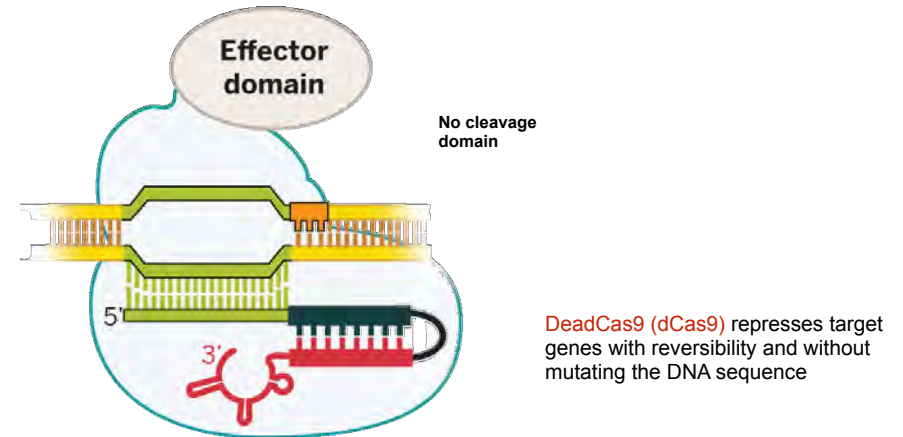 Effector
domain
No cleavage
domain
5'
3'
DeadCas9 (dCas9) represses target
genes with reversibility and without
mutating the DNA sequence